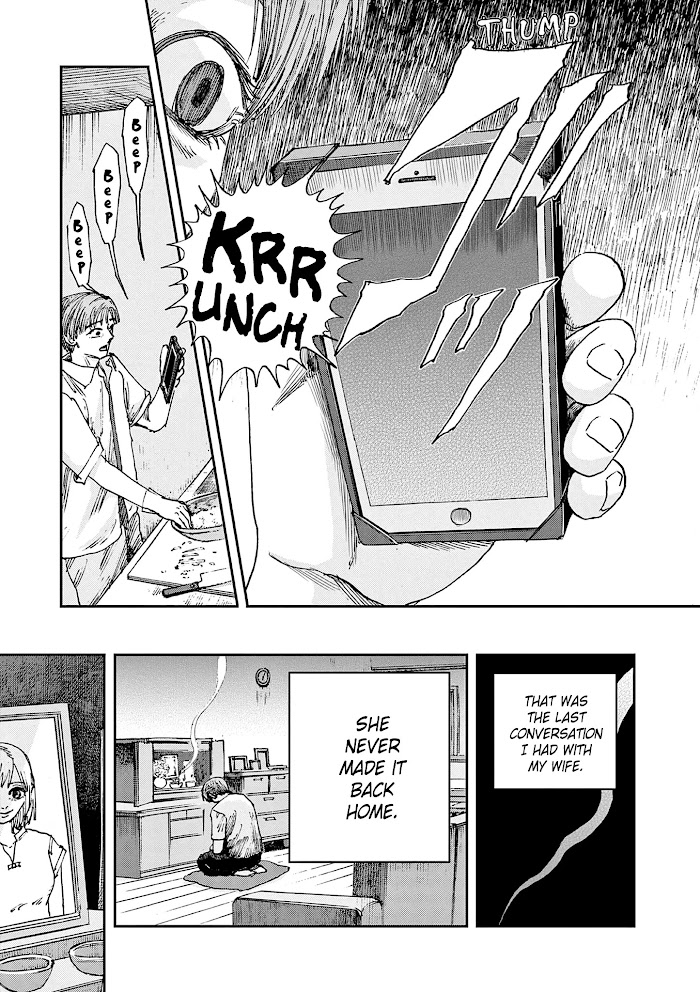 THUMP
KRR
UNCH
BEEP
BEEP
BEEP
THAT WAS
THE LAST
CONVERSATION
I HAD WITH
MY WIFE.
SHE
NEVER
MADE IT
BACK
HOME.